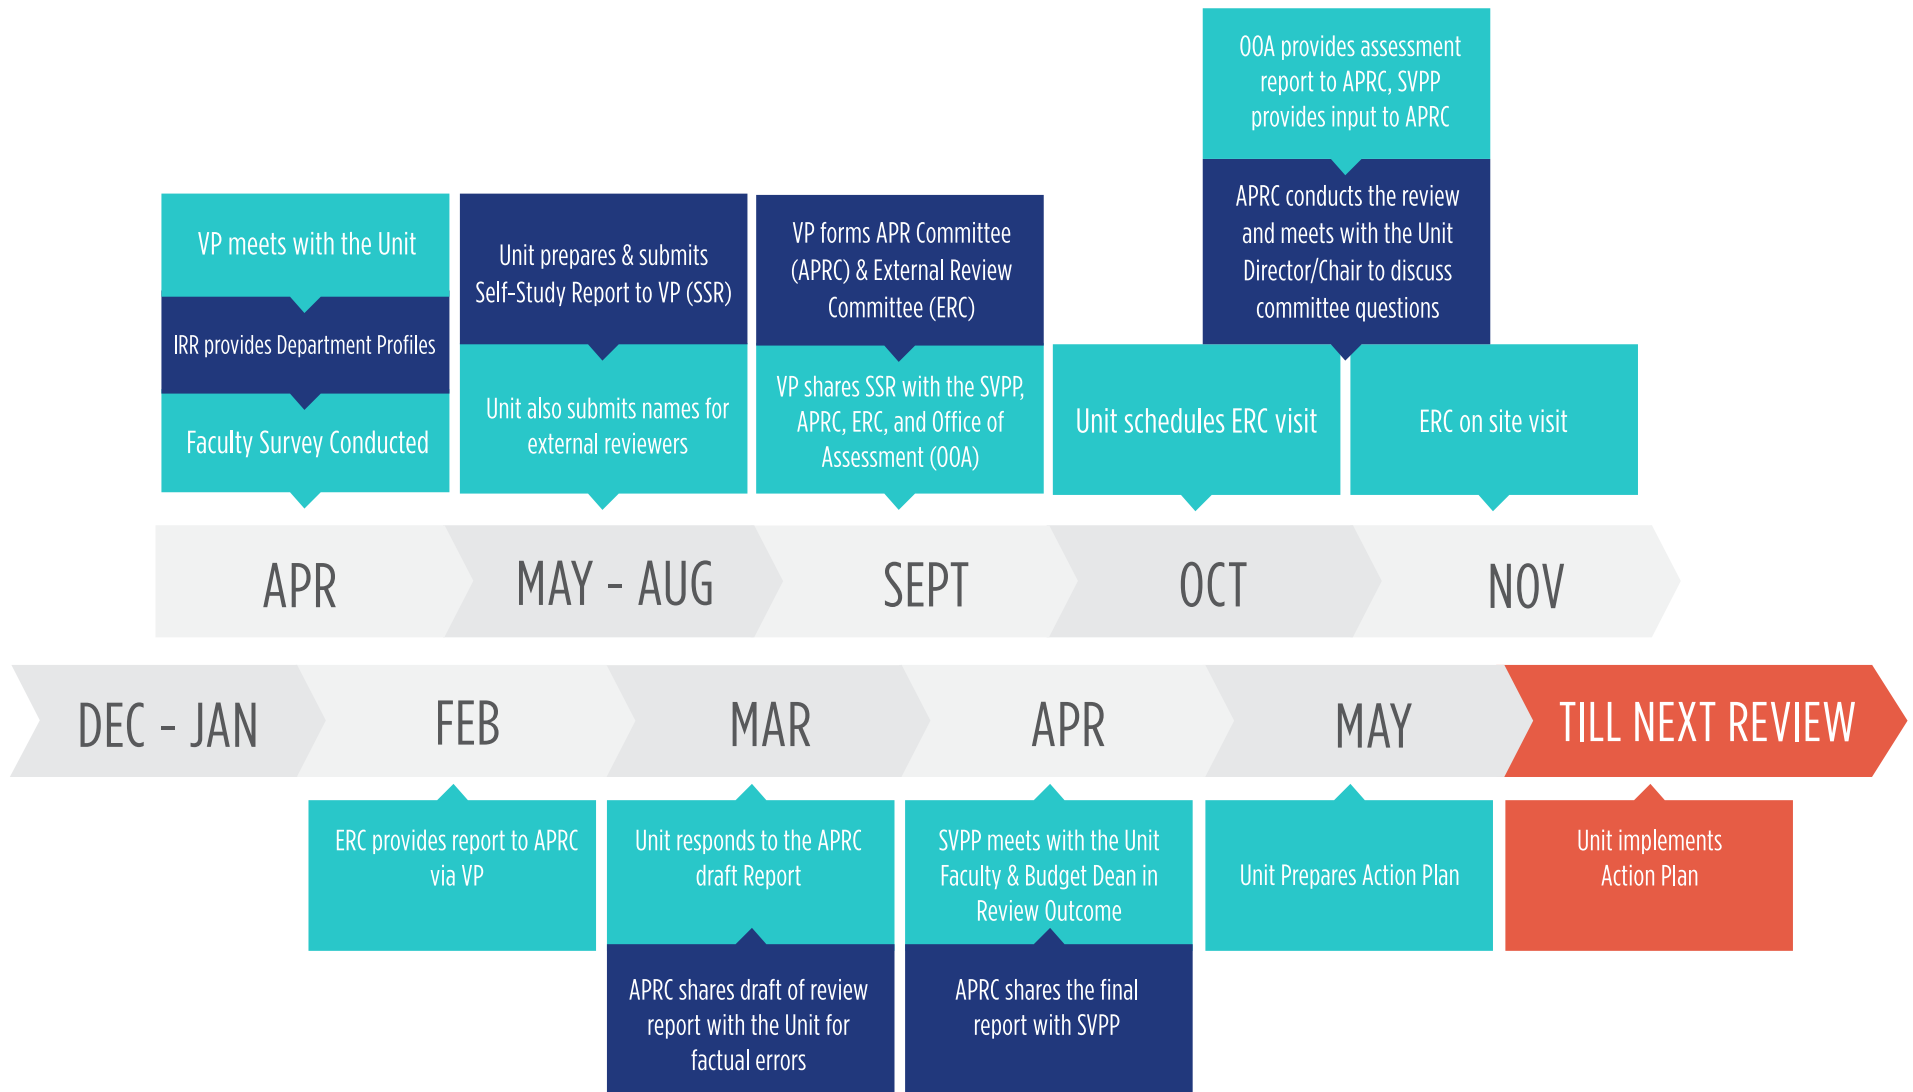 OOA provides assessment
report to APRC, SVPP
provides input to APRC
APRC conducts the review
and meets with the Unit
Director/Chair to discuss
committee questions
VP meets with the Unit
IRR provides Department Profiles
Faculty Survey Conducted
Unit prepares & submits
Self-Study Report to VP (SSR)
Unit also submits names for
external reviewers
VP forms APR Committee
(APRC) & External Review
Committee (ERC)
VP shares SSR with the SVPP,
APRC, ERC, and Office of
Assessment (OOA)
Unit schedules ERC visit
ERC on site visit
APR
MAY - AUG
SEPT
OCT
NOV
DEC - JAN
FEB
MAR
APR
MAY
TILL NEXT REVIEW
ERC provides report to APRC
via VP
Unit responds to the APRC
draft Report
APRC shares draft of review
report with the Unit for
factual errors
SVPP meets with the Unit
Faculty & Budget Dean in
Review Outcome
APRC shares the final
report with SVPP
Unit Prepares Action Plan
Unit implements
Action Plan